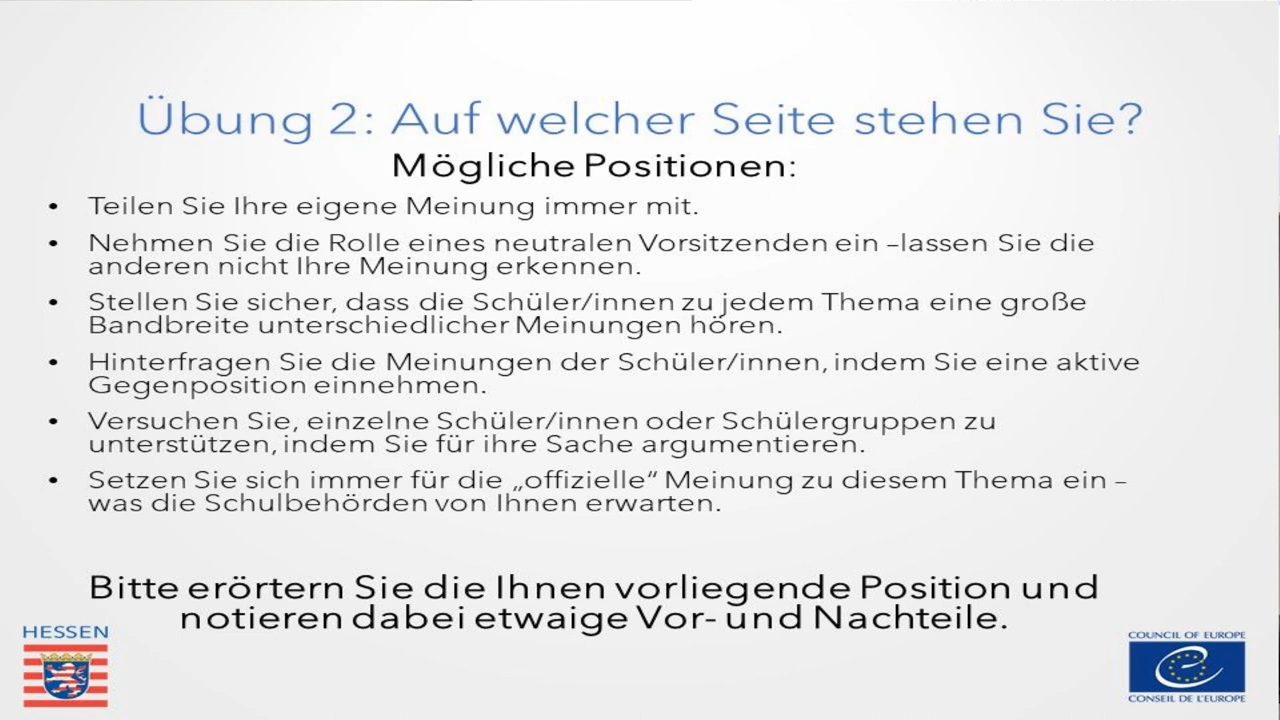 Übung 2: Auf welcher Seite stehen Sie?
Mögliche Positionen:
• Teilen Sie Ihre eigene Meinung immer mit.
• Nehmen Sie die Rolle eines neutralen Vorsitzenden ein –lassen Sie die
anderen nicht Ihre Meinung erkennen.
• Stellen Sie sicher, dass die Schüler/innen zu jedem Thema eine große
Bandbreite unterschiedlicher Meinungen hören.
• Hinterfragen Sie die Meinungen der Schüler/innen, indem Sie eine aktive
Gegenposition einnehmen.
• Versuchen Sie, einzelne Schüler/innen oder Schülergruppen zu
unterstützen, indem Sie für ihre Sache argumentieren.
• Setzen Sie sich immer für die „offizielle“ Meinung zu diesem Thema ein –
was die Schulbehörden von Ihnen erwarten.
Bitte erörtern Sie die Ihnen vorliegende Position und
notieren dabei etwaige Vor- und Nachteile.
HESSEN
COUNCIL OF EUROPE
CONSEIL DE L'EUROPE